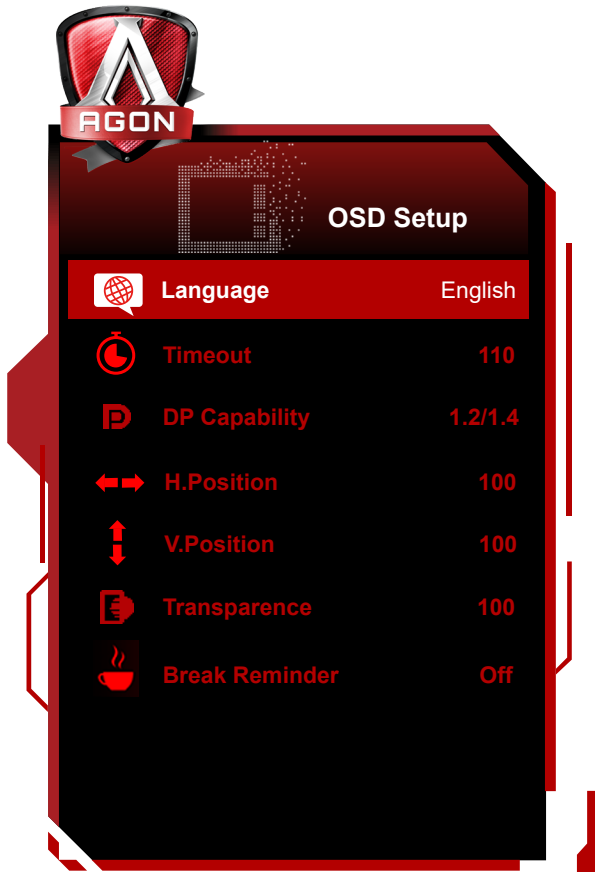 AGON
OSD Setup
Language English
Timeout 110
DP Capability 1.2/1.4
H.Position 100
V.Position 100
Transparence 100
Break Reminder Off